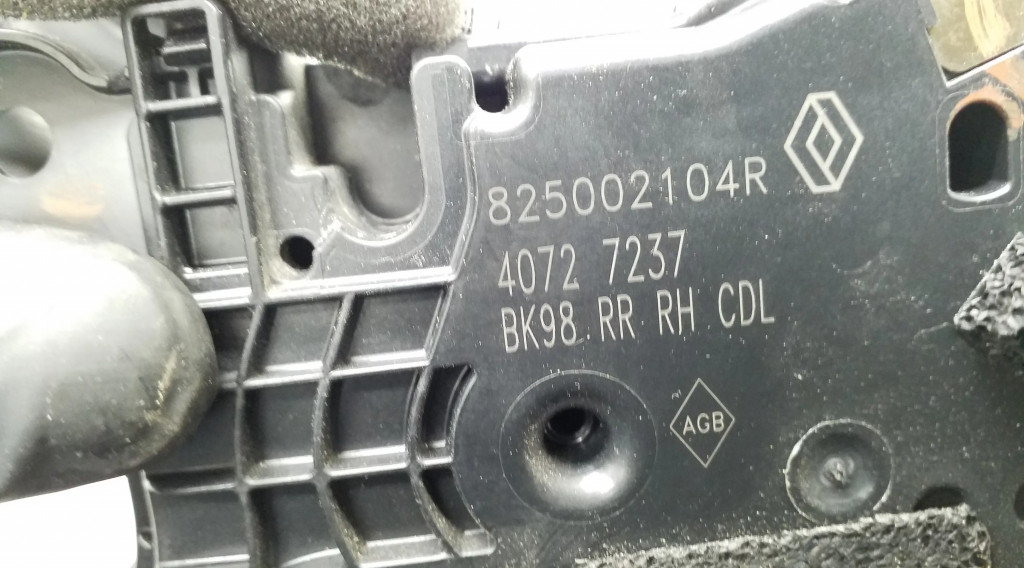 825002104R
4072 7237
BK98 RR RH CDL
AGB